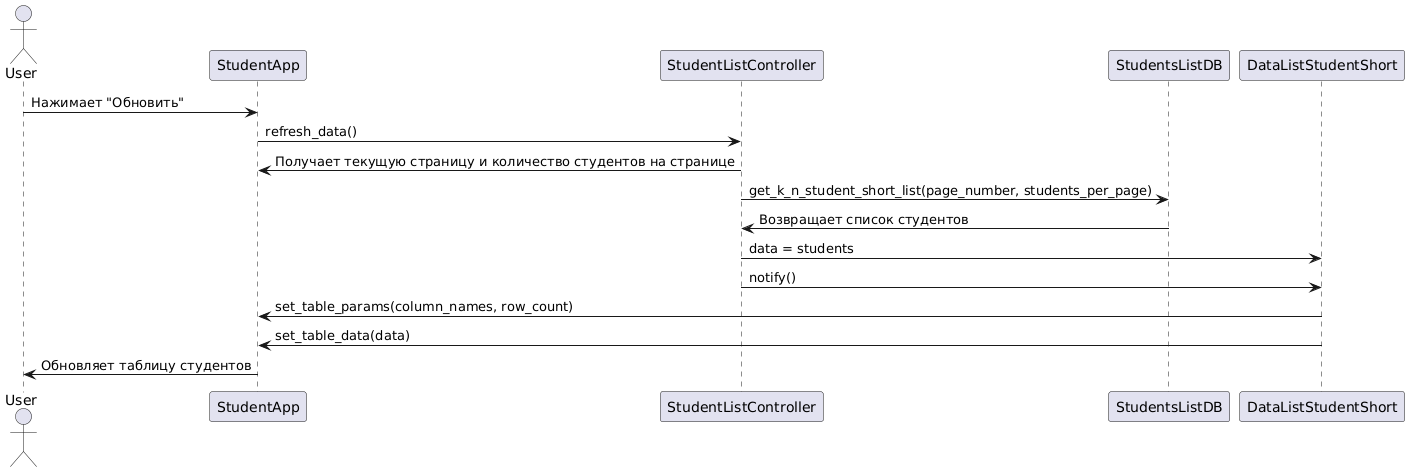 User
StudentApp
StudentListController
StudentsListDB
DataListStudentShort
Нажимает "Обновить"
refresh_data()
Получает текущую страницу и количество студентов на странице
get_k_n_student_short_list(page_number, students_per_page)
Возвращает список студентов
data = students
notify()
set_table_params(column_names, row_count)
set_table_data(data)
Обновляет таблицу студентов
User
StudentApp
StudentListController
StudentsListDB
DataListStudentShort